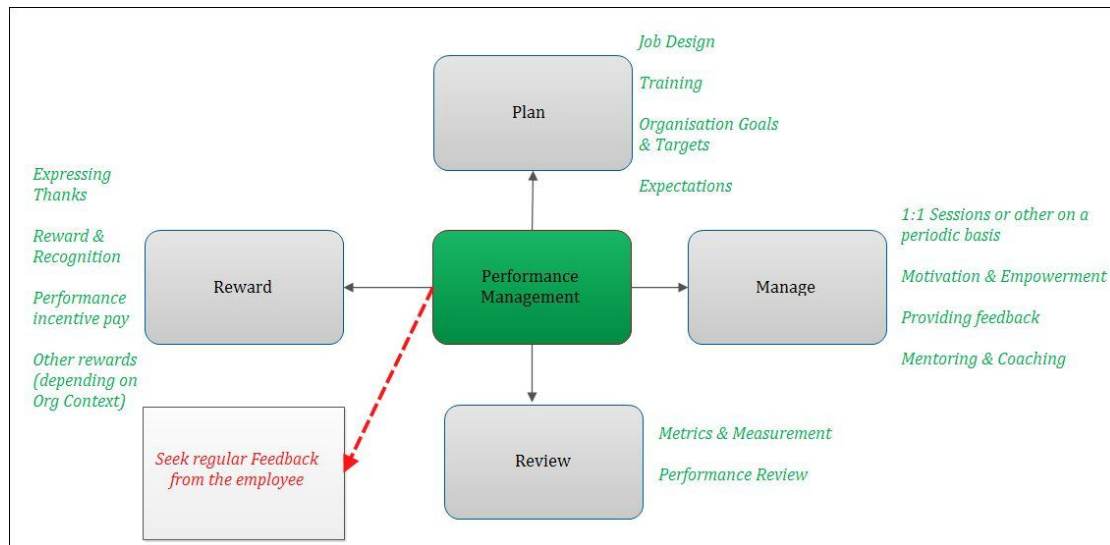 Job Design
Training
Organisation Goals
& Targets
Expectations
Plan
Expressing
Thanks
Reward &
Recognition
Performance
incentive pay
Other rewards
(depending on
Org Context)
Reward
Performance
Management
Manage
1:1 Sessions or other on a
periodic basis
Motivation & Empowerment
Providing feedback
Mentoring & Coaching
Seek regular Feedback
from the employee
Review
Metrics & Measurement
Performance Review